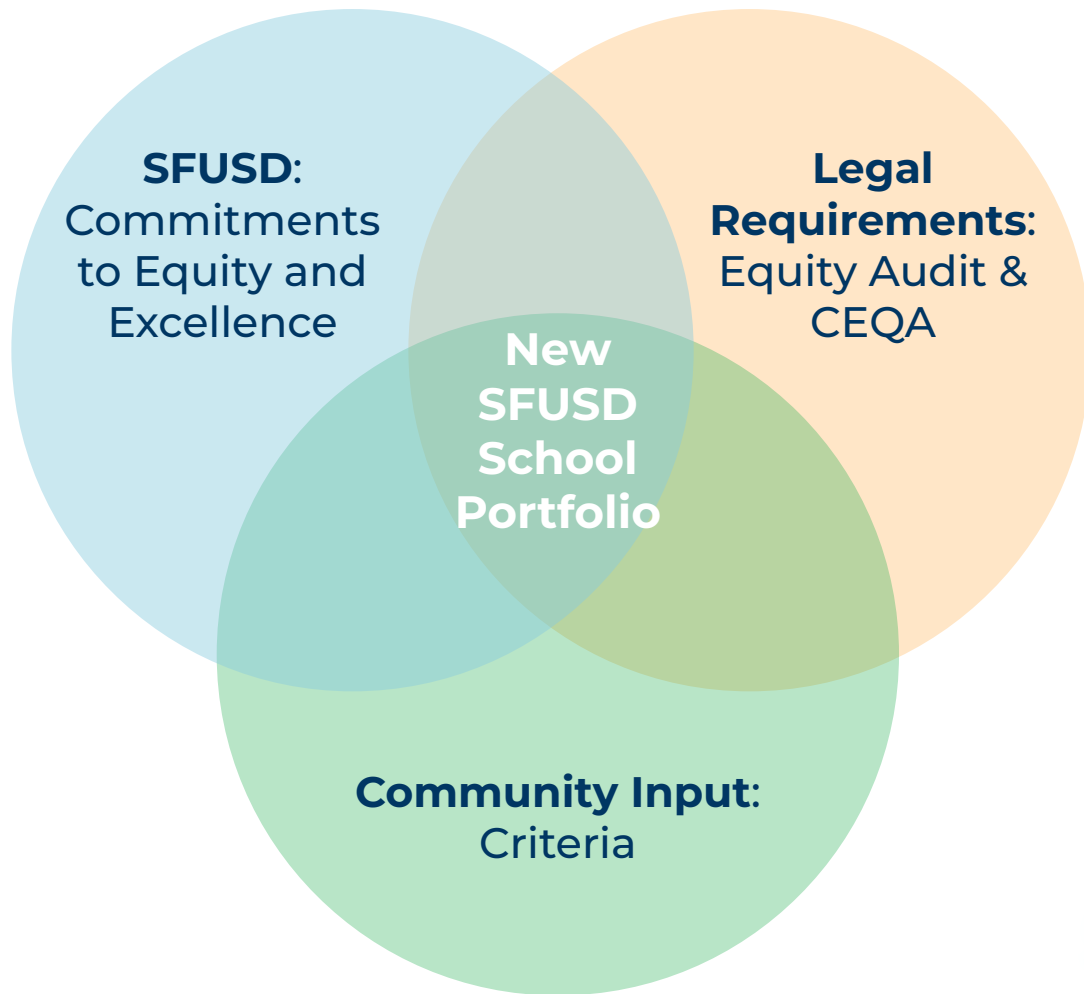 SFUSD:
Commitments
to Equity and
Excellence
Legal
Requirements:
Equity Audit &
CEQA
New
SFUSD
School
Portfolio
Community Input:
Criteria